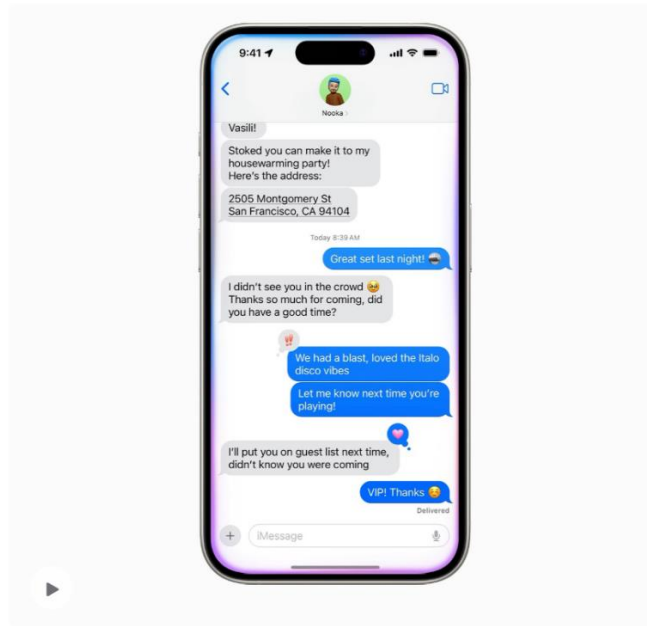 9:41
Nooka
Vasili!
Stoked you can make it to my
housewarming party!
Here's the address:
2505 Montgomery St
San Francisco, CA 94104
Today 8:39 AM
Great set last night! 🪩
I didn't see you in the crowd 🥹
Thanks so much for coming, did
you have a good time?
We had a blast, loved the Italo
disco vibes
Let me know next time you're
playing!
I'll put you on guest list next time,
didn't know you were coming
VIP! Thanks ☺️
Delivered
iMessage